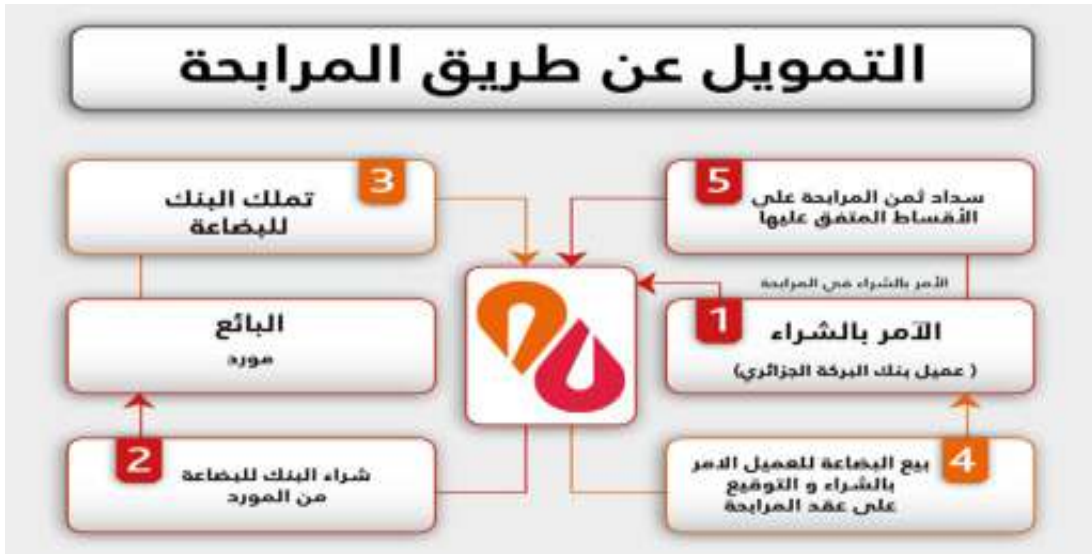 التمويل عن طريق المرابحة
5
سداد ثمن المرابحة على
الأقساط المتفق عليها
الأمر بالشراء في المرابحة
1
الآمر بالشراء
( عميل بنك البركة الجزائري)
4
بيع البضاعة للعميل الامر
بالشراء و التوقيع
على عقد المرابحة
3
تملك البنك
للبضاعة
البائع
مورد
2
شراء البنك للبضاعة
من المورد